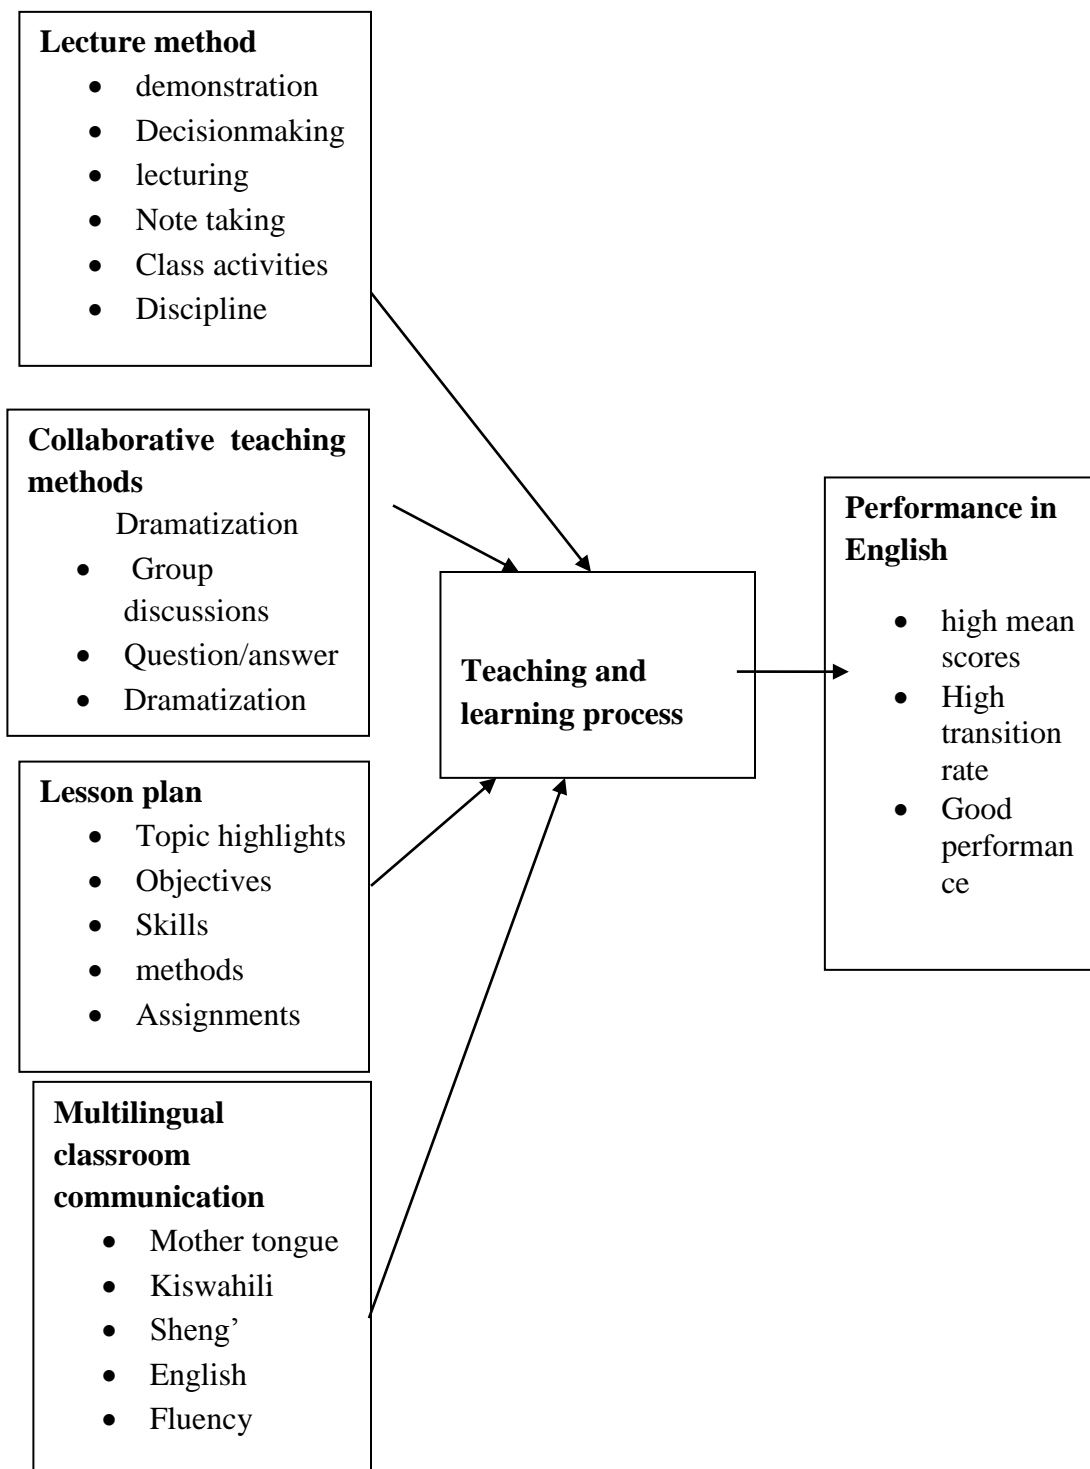 Lecture method
• demonstration
• Decisionmaking
• lecturing
• Note taking
• Class activities
• Discipline
Collaborative teaching
methods
Dramatization
• Group
discussions
• Question/answer
• Dramatization
Lesson plan
• Topic highlights
• Objectives
• Skills
• methods
• Assignments
Multilingual
classroom
communication
• Mother tongue
• Kiswahili
• Sheng’
• English
• Fluency
Teaching and
learning process
Performance in
English
• high mean
scores
• High
transition
rate
• Good
performan
ce